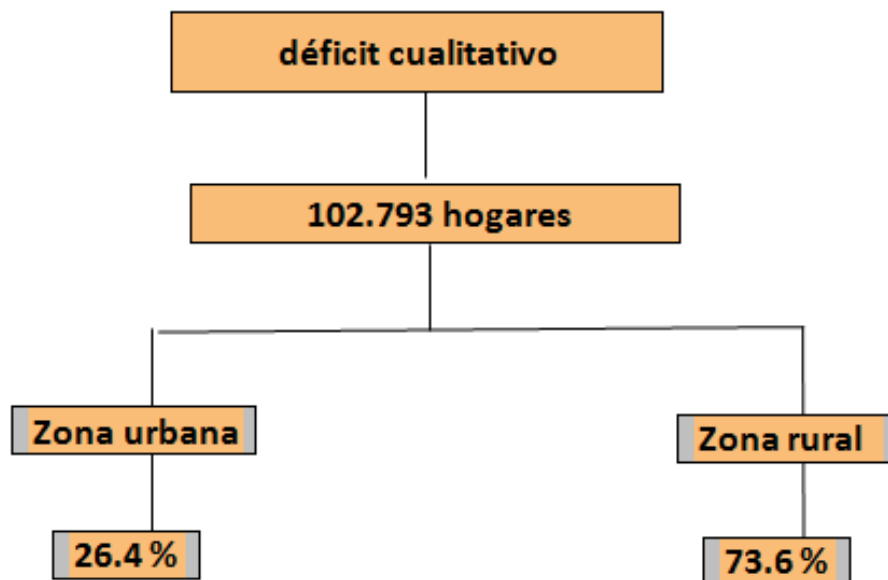 déficit cualitativo
102.793 hogares
Zona urbana
Zona rural
26.4 %
73.6 %